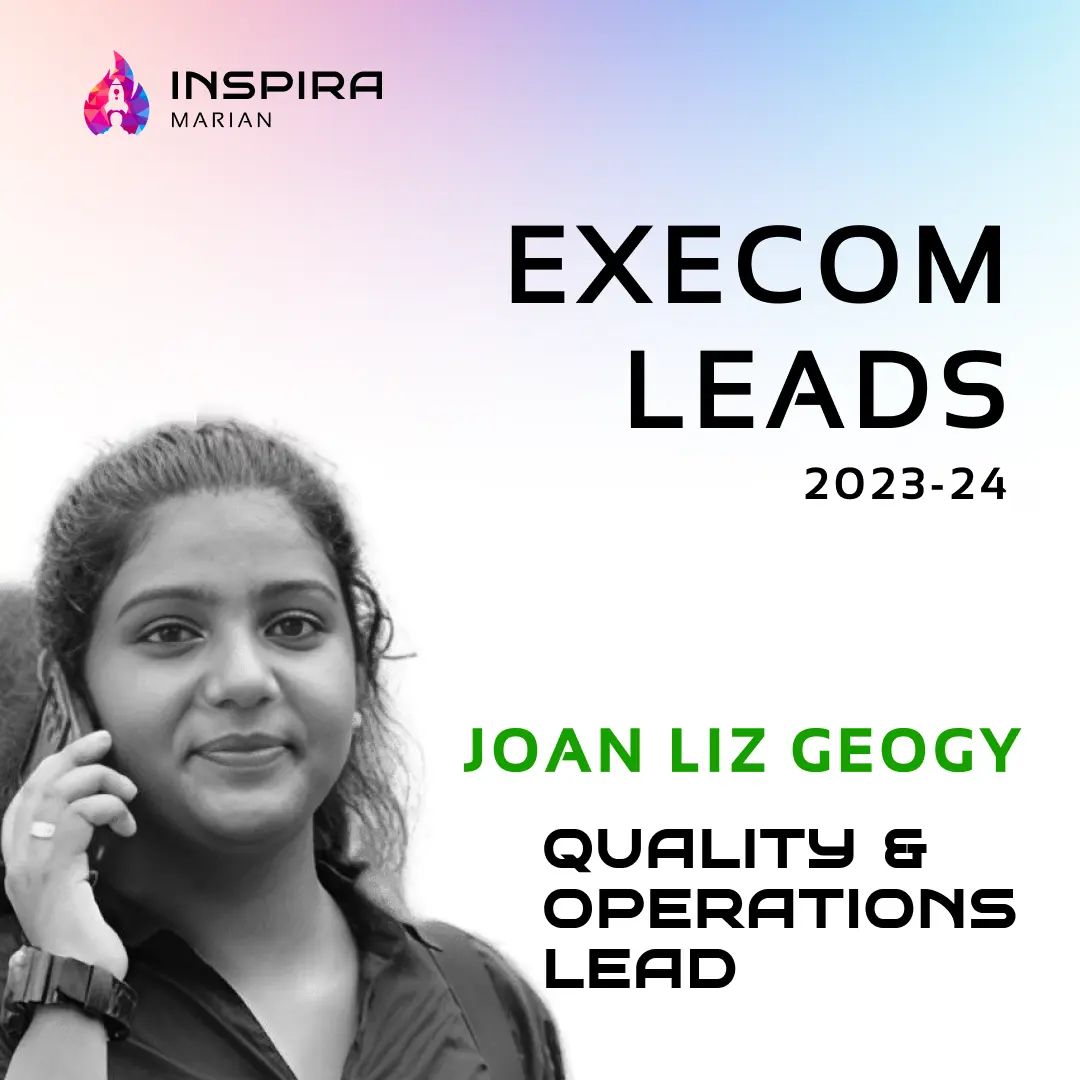 INSPIRA
MARIAN
EXECOM
LEADS
2023-24
JOAN LIZ GEOGY
QUALITY &
OPERATIONS
LEAD